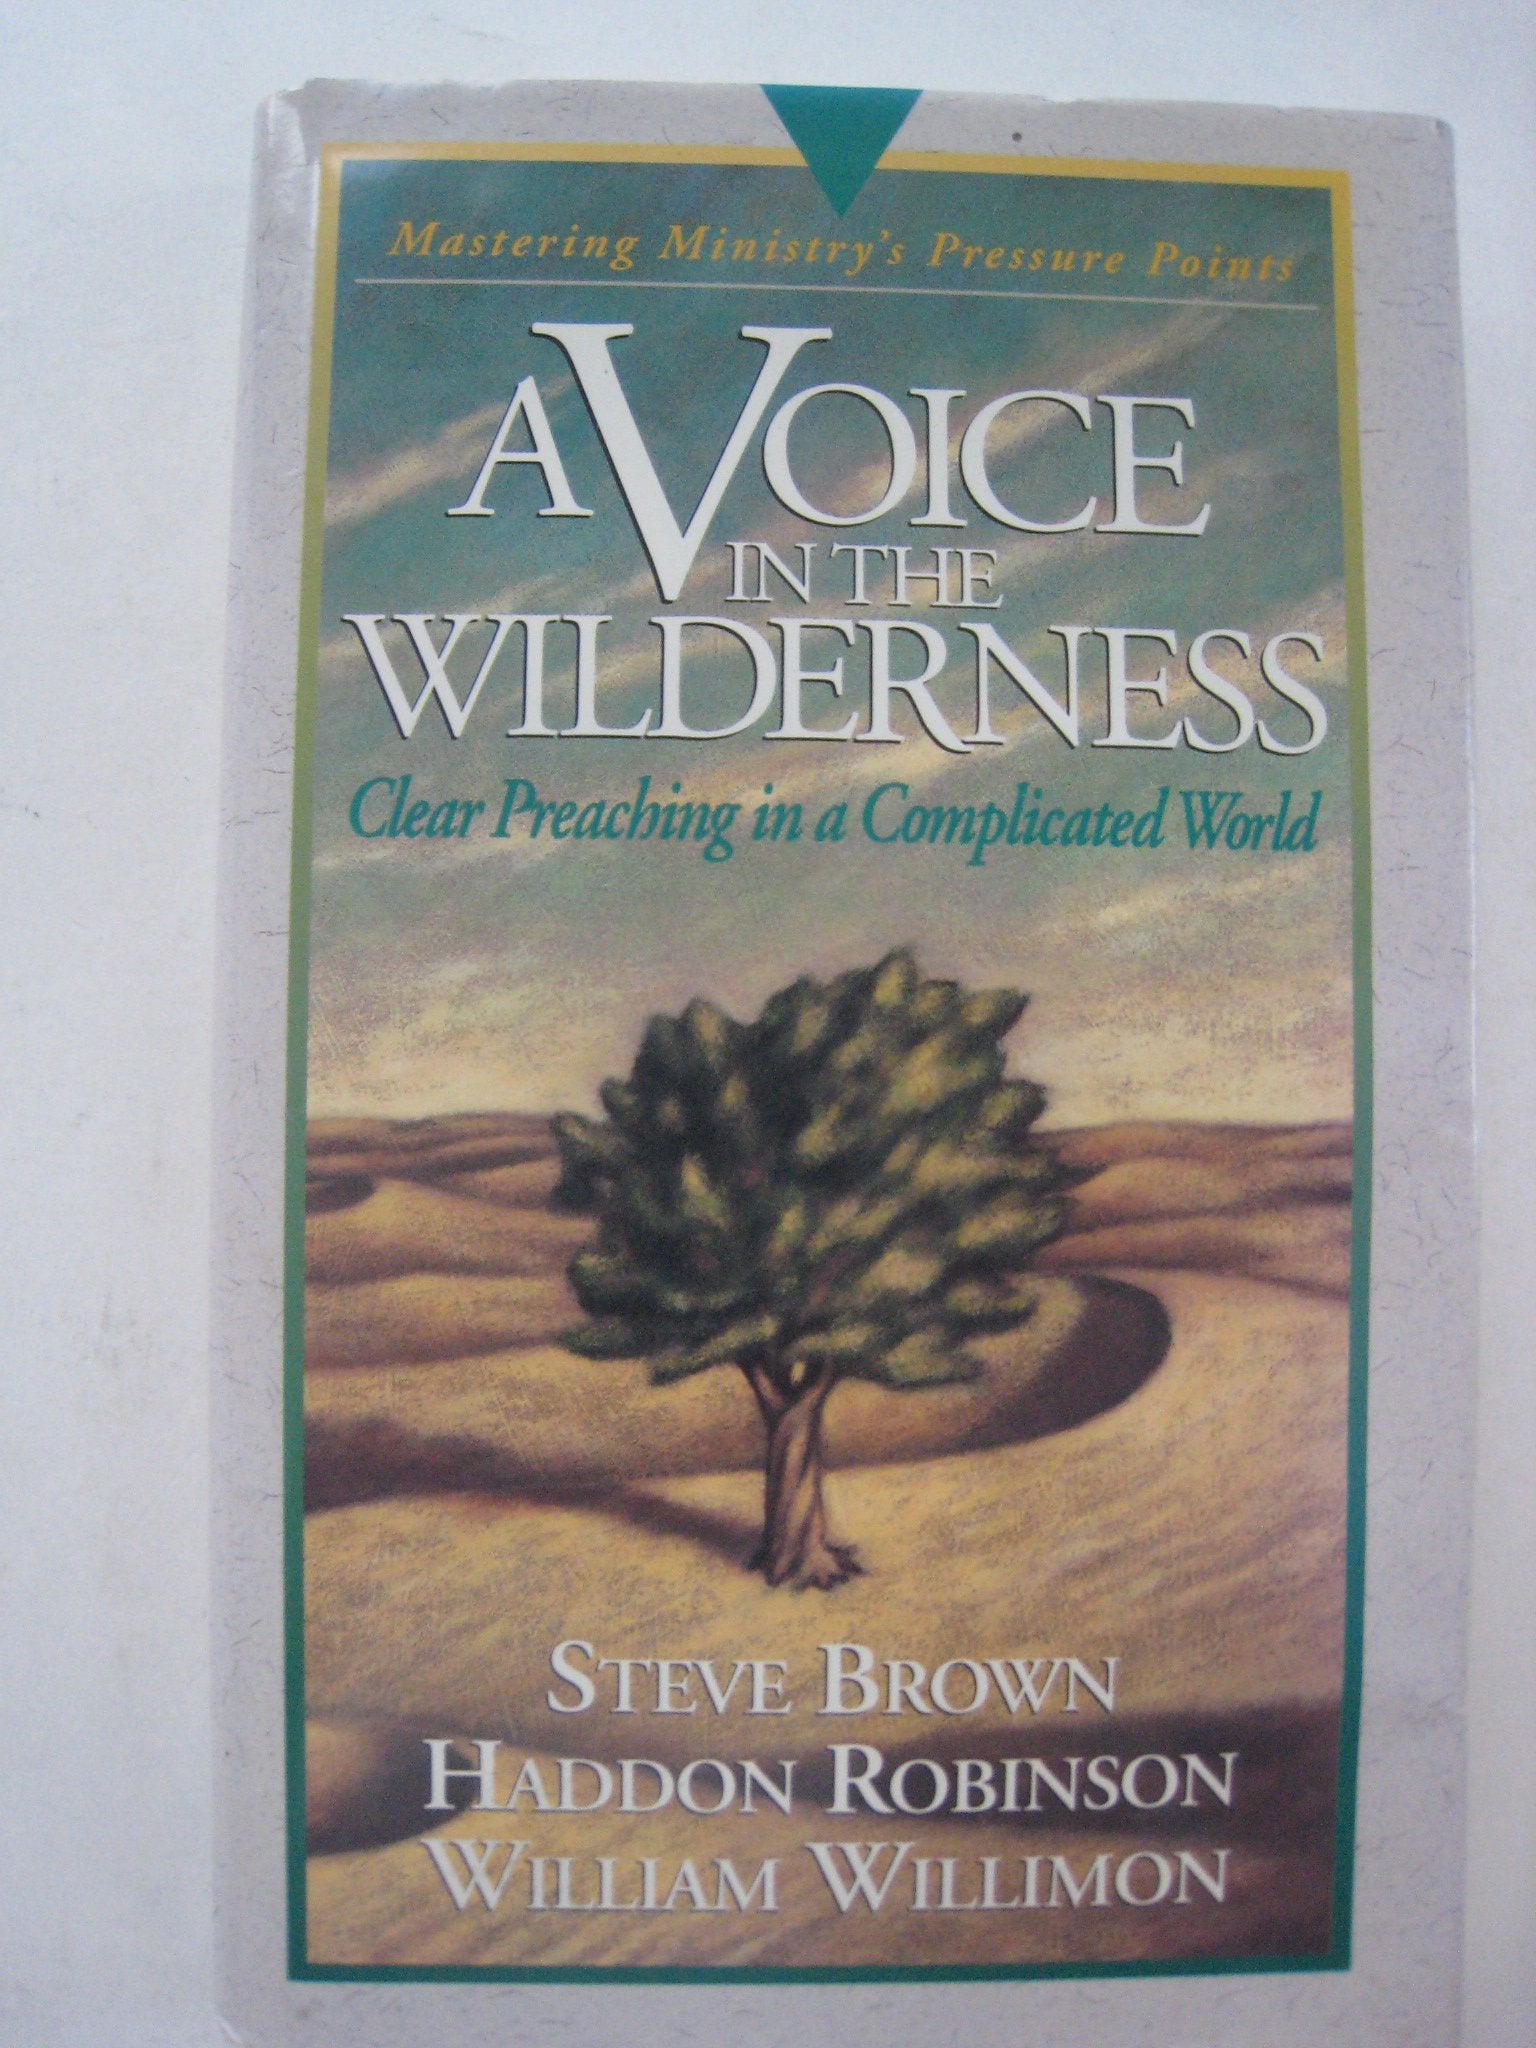 Mastering Ministry's Pressure Points
A VOICE
IN THE
WILDERNESS
Clear Preaching in a Complicated World
STEVE BROWN
HADDON ROBINSON
WILLIAM WILLIMON